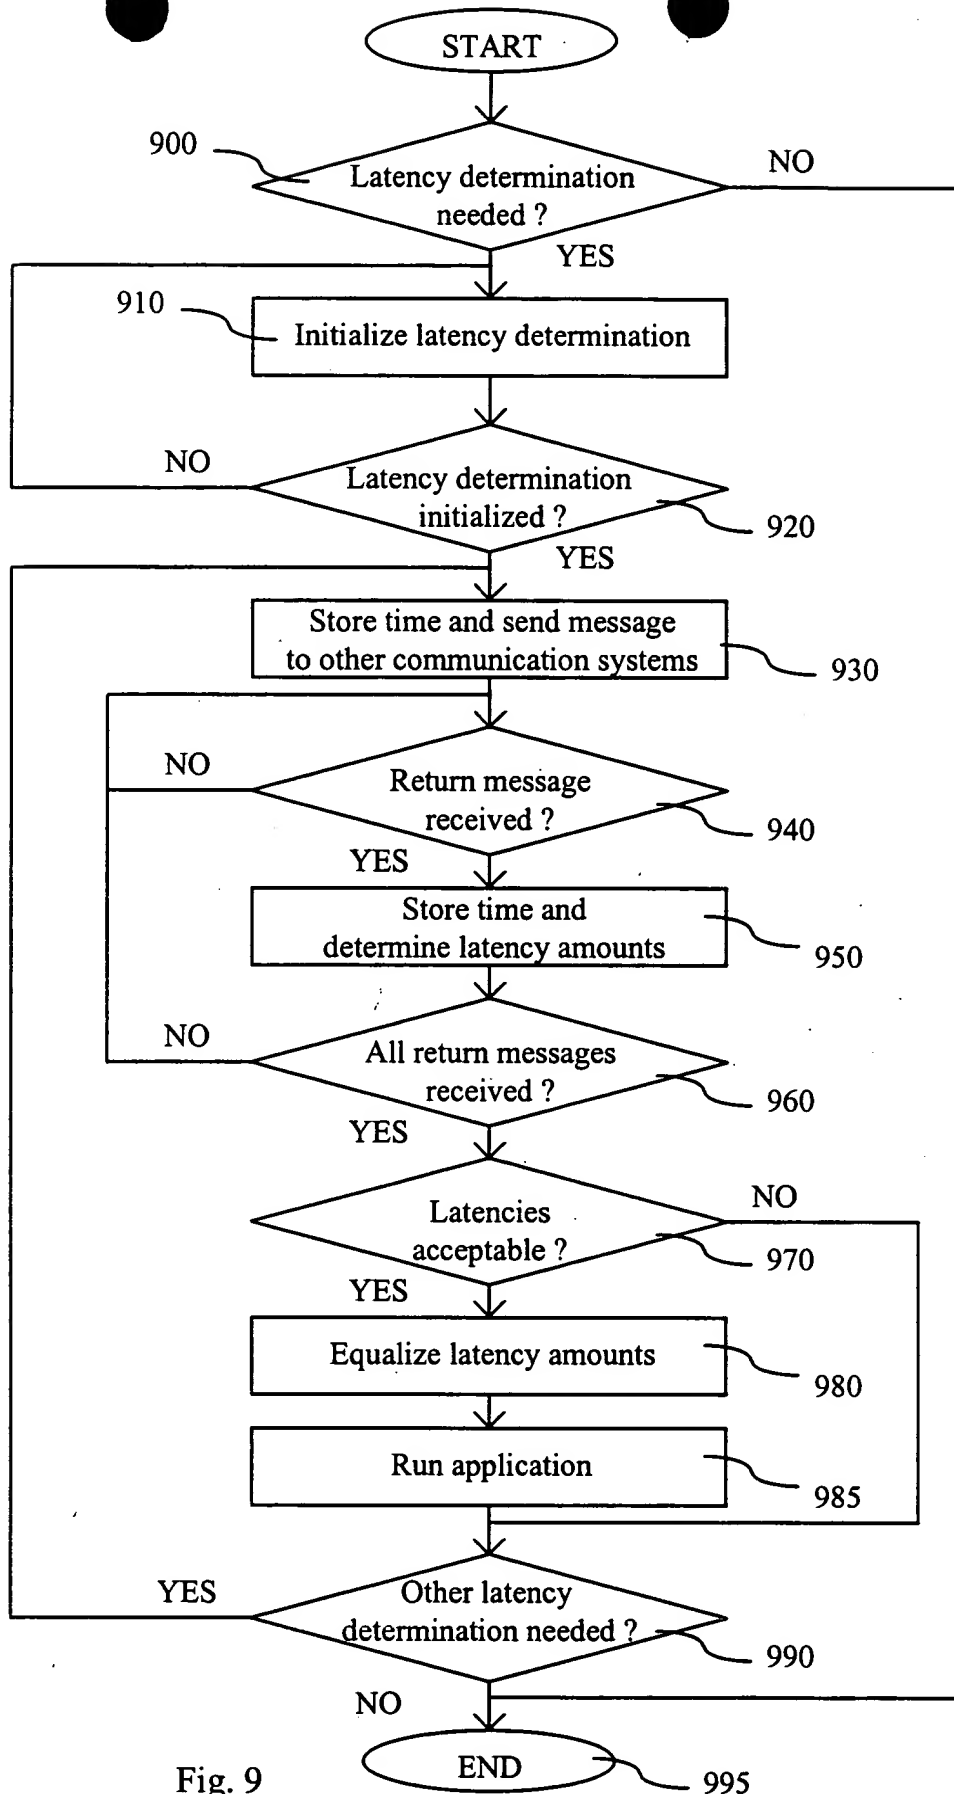 START
900
Latency determination
needed ?
NO
YES
910
Initialize latency determination
NO
Latency determination
initialized ?
920
YES
Store time and send message
to other communication systems
930
NO
Return message
received ?
940
YES
Store time and
determine latency amounts
950
NO
All return messages
received ?
960
YES
NO
Latencies
acceptable ?
970
YES
Equalize latency amounts
980
Run application
985
YES
Other latency
determination needed ?
990
NO
END
995
Fig. 9